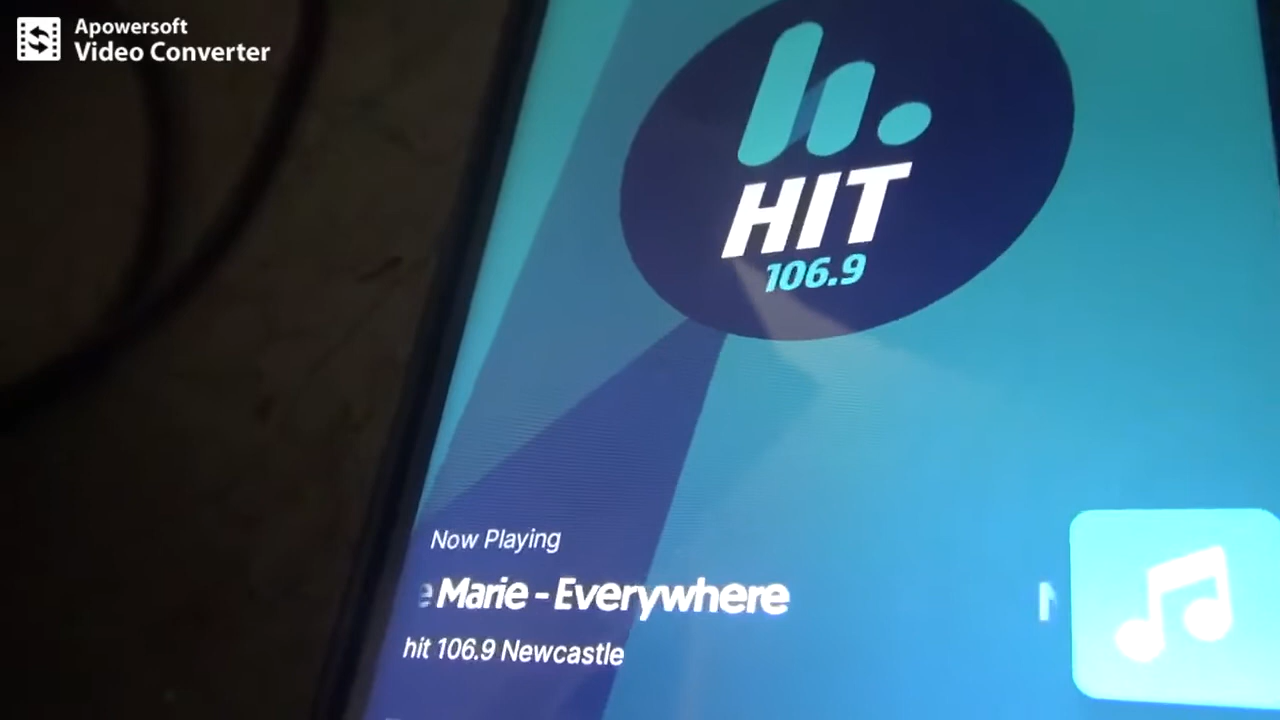 Apowersoft
Video Converter
HIT
106.9
Now Playing
e Marie - Everywhere
hit 106.9 Newcastle